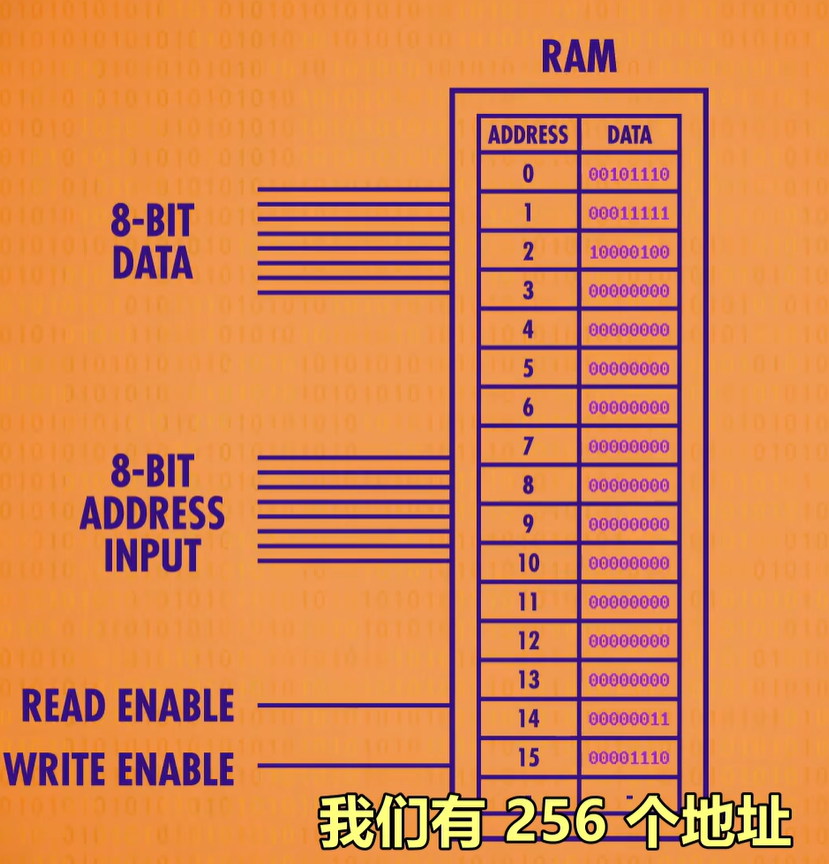 RAM
ADDRESS DATA
0 00101110
1 00011111
2 10000100
3 00000000
4 00000000
5 00000000
6 00000000
7 00000000
8 00000000
9 00000000
10 00000000
11 00000000
12 00000000
13 00000000
14 00000011
15 00001110
8-BIT
DATA
8-BIT
ADDRESS
INPUT
READ ENABLE
WRITE ENABLE
我们有 256 个地址